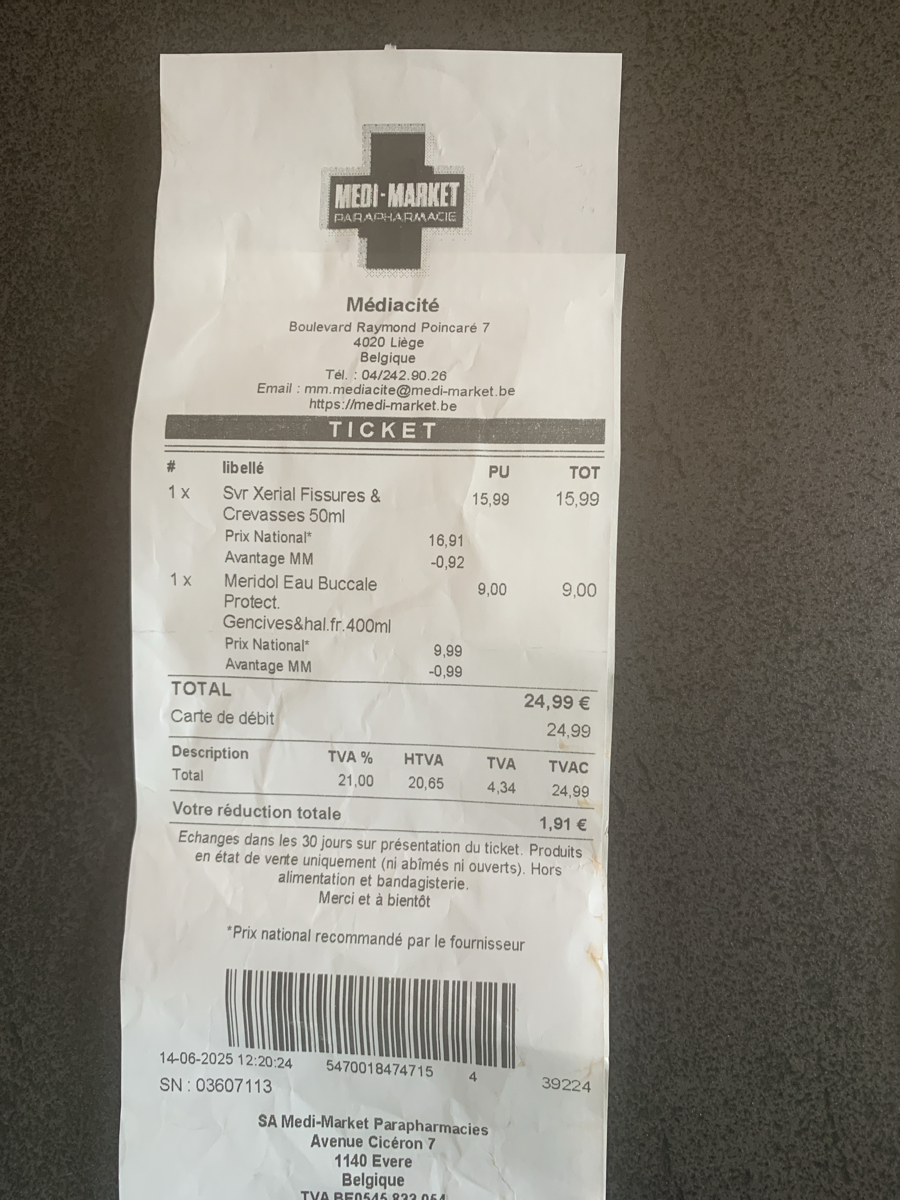 MEDI-MARKET
PARAPHARMACIE
Médiacité
Boulevard Raymond Poincaré 7
4020 Liège
Belgique
Tél. : 04/242.90.26
Email : mm.mediacite@medi-market.be
https://medi-market.be
TICKET
# libellé PU TOT
1 x Svr Xerial Fissures & 15,99 15,99
Crevasses 50ml
Prix National* 16,91
Avantage MM -0,92
1 x Meridol Eau Buccale 9,00 9,00
Protect.
Gencives&hal.fr.400ml
Prix National* 9,99
Avantage MM -0,99
TOTAL 24,99 €
Carte de débit 24,99
Description TVA % HTVA TVA TVAC
Total 21,00 20,65 4,34 24,99
Votre réduction totale 1,91 €
Echanges dans les 30 jours sur présentation du ticket. Produits
en état de vente uniquement (ni abîmés ni ouverts). Hors
alimentation et bandagisterie.
Merci et à bientôt
*Prix national recommandé par le fournisseur
14-06-2025 12:20:24 5470018474715 4 39224
SN : 03607113
SA Medi-Market Parapharmacies
Avenue Cicéron 7
1140 Evere
Belgique
TVA BE0545.833.054